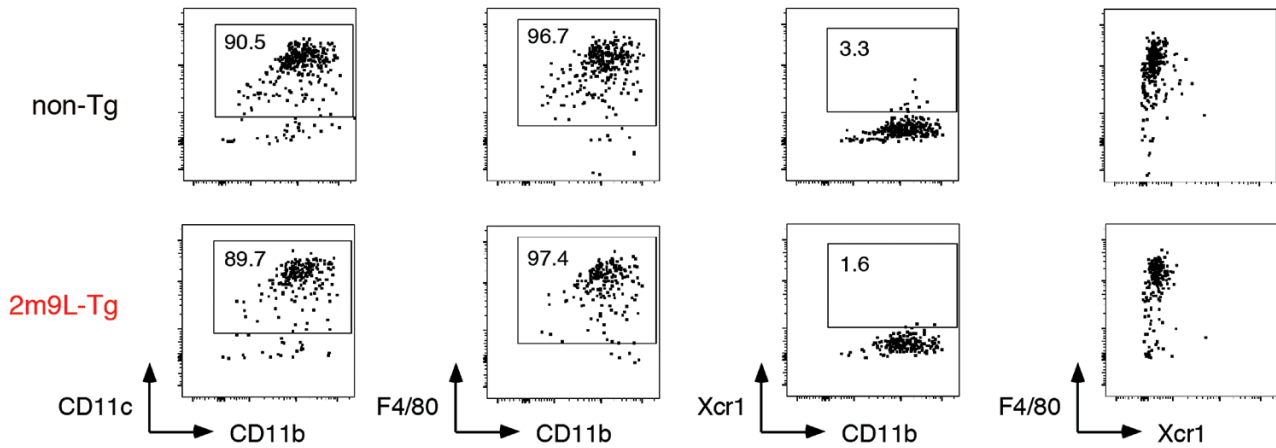 90.5
96.7
3.3
non-Tg
89.7
97.4
1.6
2m9L-Tg
CD11c
CD11b
F4/80
CD11b
Xcr1
CD11b
F4/80
Xcr1